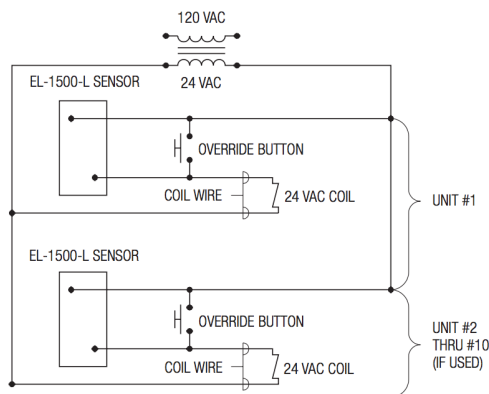 120 VAC
24 VAC
EL-1500-L SENSOR
OVERRIDE BUTTON
COIL WIRE
24 VAC COIL
UNIT #1
EL-1500-L SENSOR
OVERRIDE BUTTON
COIL WIRE
24 VAC COIL
UNIT #2
THRU #10
(IF USED)